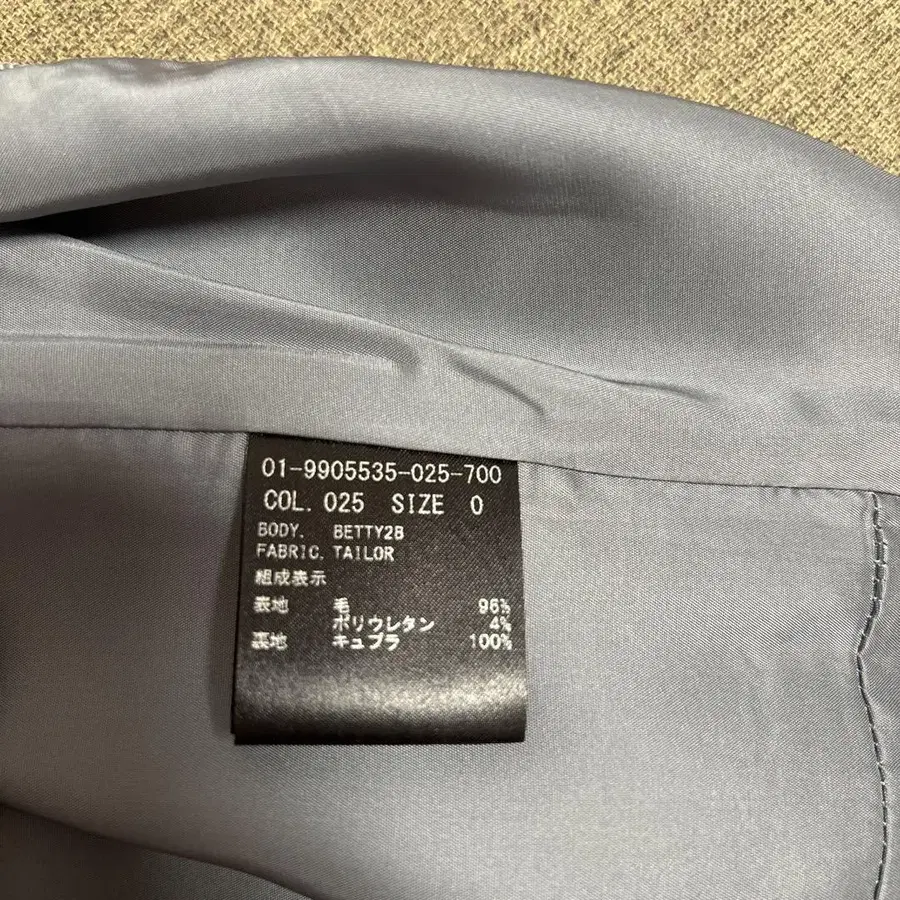 01-9905535-025-700
COL. 025 SIZE 0
BODY. BETTY2B
FABRIC. TAILOR
組成表示
表地 毛 96%
ポリウレタン 4%
裏地 キュプラ 100%